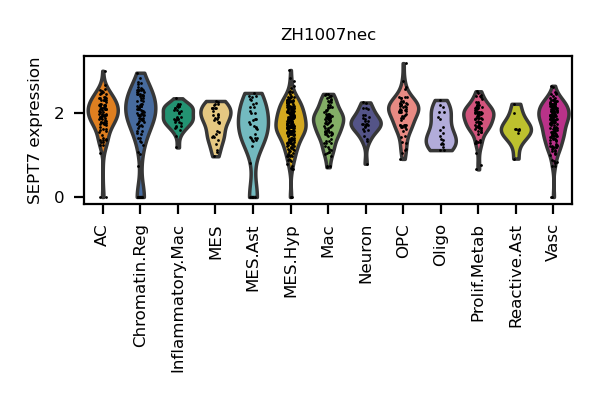 ZH1007nec
SEPT7 expression
2
0
AC
Chromatin.Reg
Inflammatory.Mac
MES
MES.Ast
MES.Hyp
Mac
Neuron
OPC
Oligo
Prolif.Metab
Reactive.Ast
Vasc